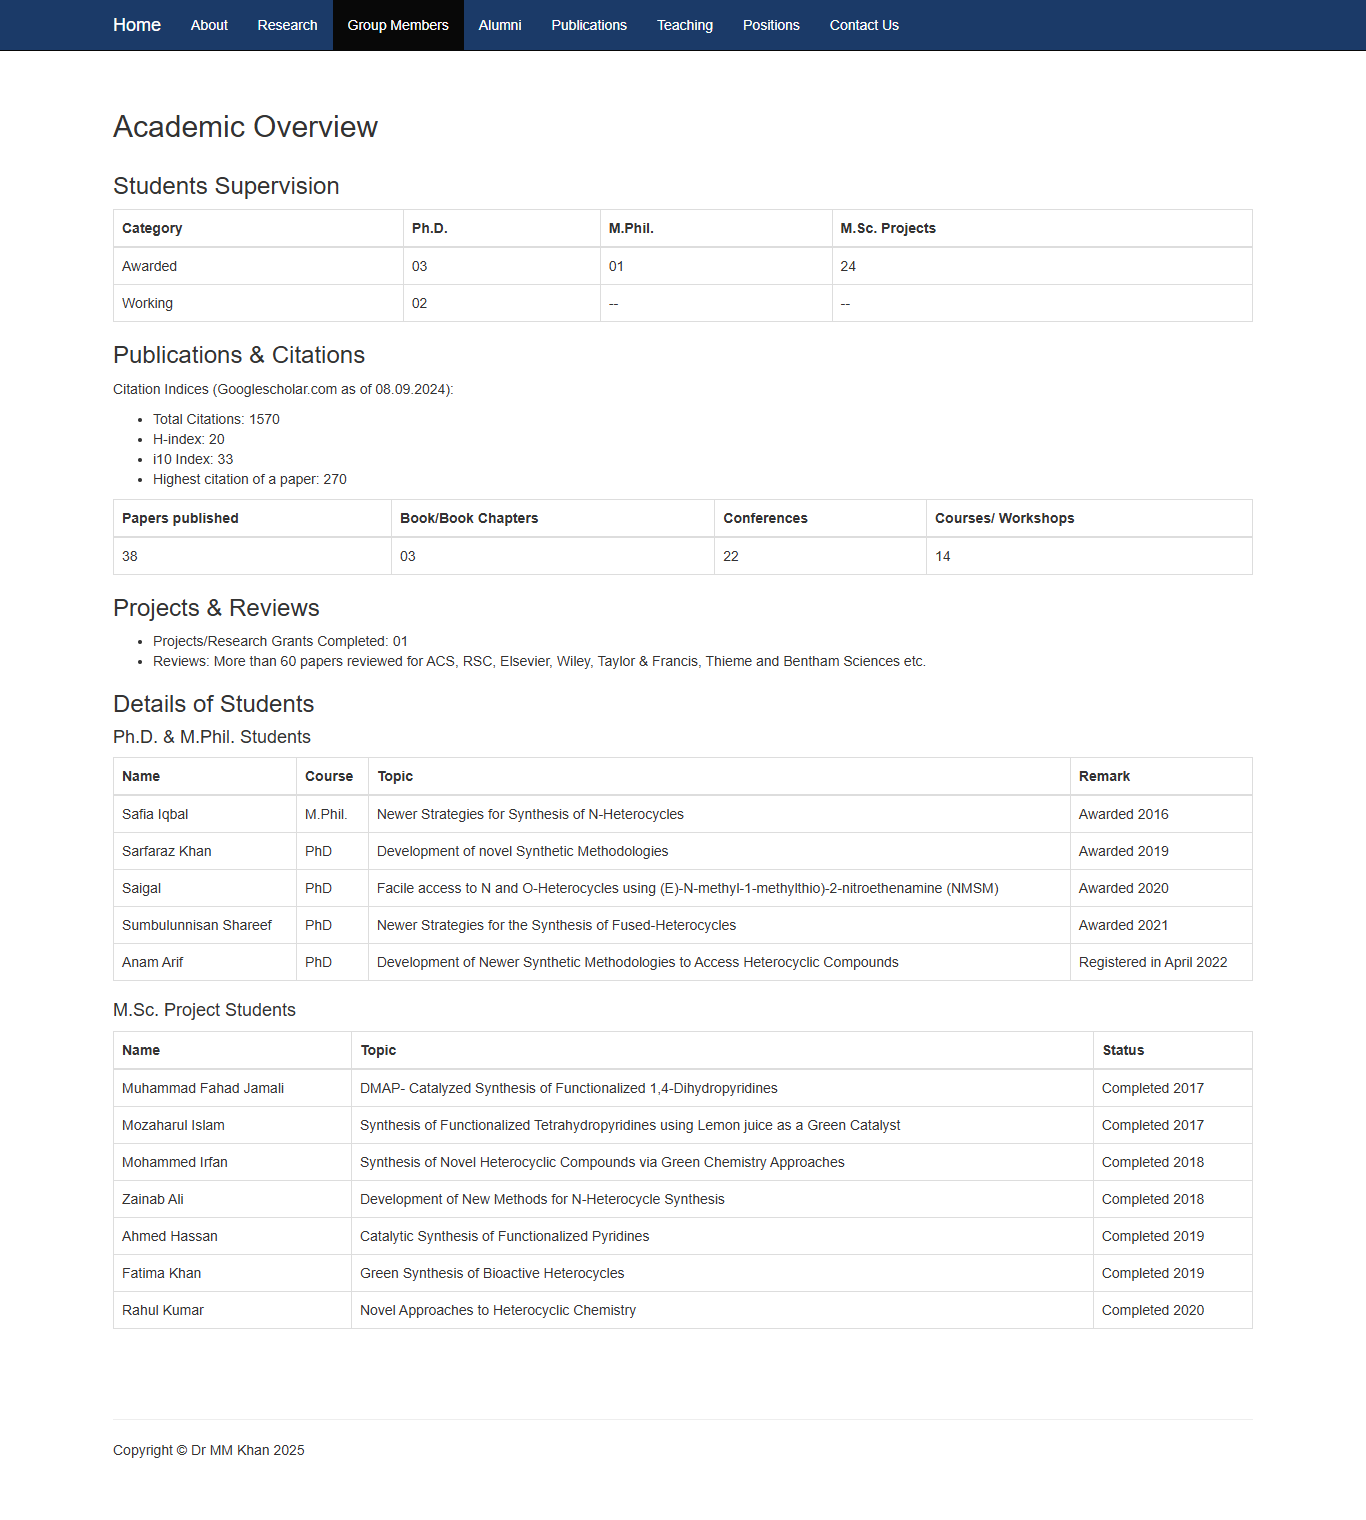 Home About Research Group Members Alumni Publications Teaching Positions Contact Us
Academic Overview
Students Supervision
Category Ph.D. M.Phil. M.Sc. Projects
Awarded 03 01 24
Working 02 -- --
Publications & Citations
Citation Indices (Googlescholar.com as of 08.09.2024):
• Total Citations: 1570
• H-index: 20
• i10 Index: 33
• Highest citation of a paper: 270
Papers published Book/Book Chapters Conferences Courses/ Workshops
38 03 22 14
Projects & Reviews
• Projects/Research Grants Completed: 01
• Reviews: More than 60 papers reviewed for ACS, RSC, Elsevier, Wiley, Taylor & Francis, Thieme and Bentham Sciences etc.
Details of Students
Ph.D. & M.Phil. Students
Name Course Topic Remark
Safia Iqbal M.Phil. Newer Strategies for Synthesis of N-Heterocycles Awarded 2016
Sarfaraz Khan PhD Development of novel Synthetic Methodologies Awarded 2019
Saigal PhD Facile access to N and O-Heterocycles using (E)-N-methyl-1-methylthio)-2-nitroethenamine (NMSM) Awarded 2020
Sumbulunnisan Shareef PhD Newer Strategies for the Synthesis of Fused-Heterocycles Awarded 2021
Anam Arif PhD Development of Newer Synthetic Methodologies to Access Heterocyclic Compounds Registered in April 2022
M.Sc. Project Students
Name Topic Status
Muhammad Fahad Jamali DMAP- Catalyzed Synthesis of Functionalized 1,4-Dihydropyridines Completed 2017
Mozaharul Islam Synthesis of Functionalized Tetrahydropyridines using Lemon juice as a Green Catalyst Completed 2017
Mohammed Irfan Synthesis of Novel Heterocyclic Compounds via Green Chemistry Approaches Completed 2018
Zainab Ali Development of New Methods for N-Heterocycle Synthesis Completed 2018
Ahmed Hassan Catalytic Synthesis of Functionalized Pyridines Completed 2019
Fatima Khan Green Synthesis of Bioactive Heterocycles Completed 2019
Rahul Kumar Novel Approaches to Heterocyclic Chemistry Completed 2020
Copyright © Dr MM Khan 2025